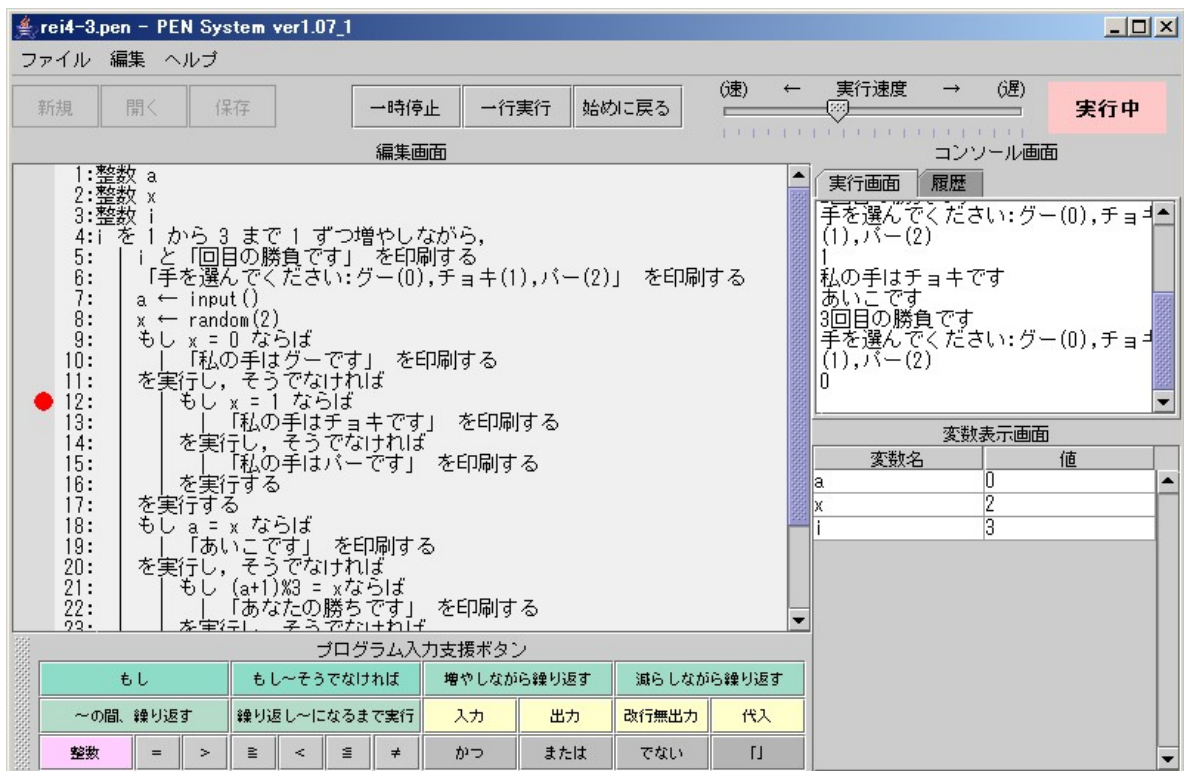 rei4-3.pen - PEN System ver1.07_1
ファイル 編集 ヘルプ
新規 開く 保存 一時停止 一行実行 始めに戻る
(速) ← 実行速度 → (遅)
実行中
編集画面
1:整数 a
2:整数 x
3:整数 i
4:i を 1 から 3 まで 1 ずつ増やしながら,
5: | i と「回目の勝負です」 を印刷する
6: | 「手を選んでください:グー(0),チョキ(1),パー(2)」 を印刷する
7: | a ← input()
8: | x ← random(2)
9: | もし x = 0 ならば
10: | | 「私の手はグーです」 を印刷する
11: | を実行し, そうでなければ
12: | | もし x = 1 ならば
13: | | | 「私の手はチョキです」 を印刷する
14: | | を実行し, そうでなければ
15: | | | 「私の手はパーです」 を印刷する
16: | | を実行する
17: | を実行する
18: | もし a = x ならば
19: | | 「あいこです」 を印刷する
20: | を実行し, そうでなければ
21: | | もし (a+1)%3 = xならば
22: | | | 「あなたの勝ちです」 を印刷する
23: | | を実行し, そうでなければ
コンソール画面
実行画面 履歴
手を選んでください:グー(0),チョキ
(1),パー(2)
1
私の手はチョキです
あいこです
3回目の勝負です
手を選んでください:グー(0),チョキ
(1),パー(2)
0
変数表示画面
変数名 値
a 0
x 2
i 3
プログラム入力支援ボタン
もし もし~そうでなければ 増やしながら繰り返す 減らしながら繰り返す
~の間、繰り返す 繰り返し~になるまで実行 入力 出力 改行無出力 代入
整数 = > ≧ < ≦ ≠ かつ または でない 「」